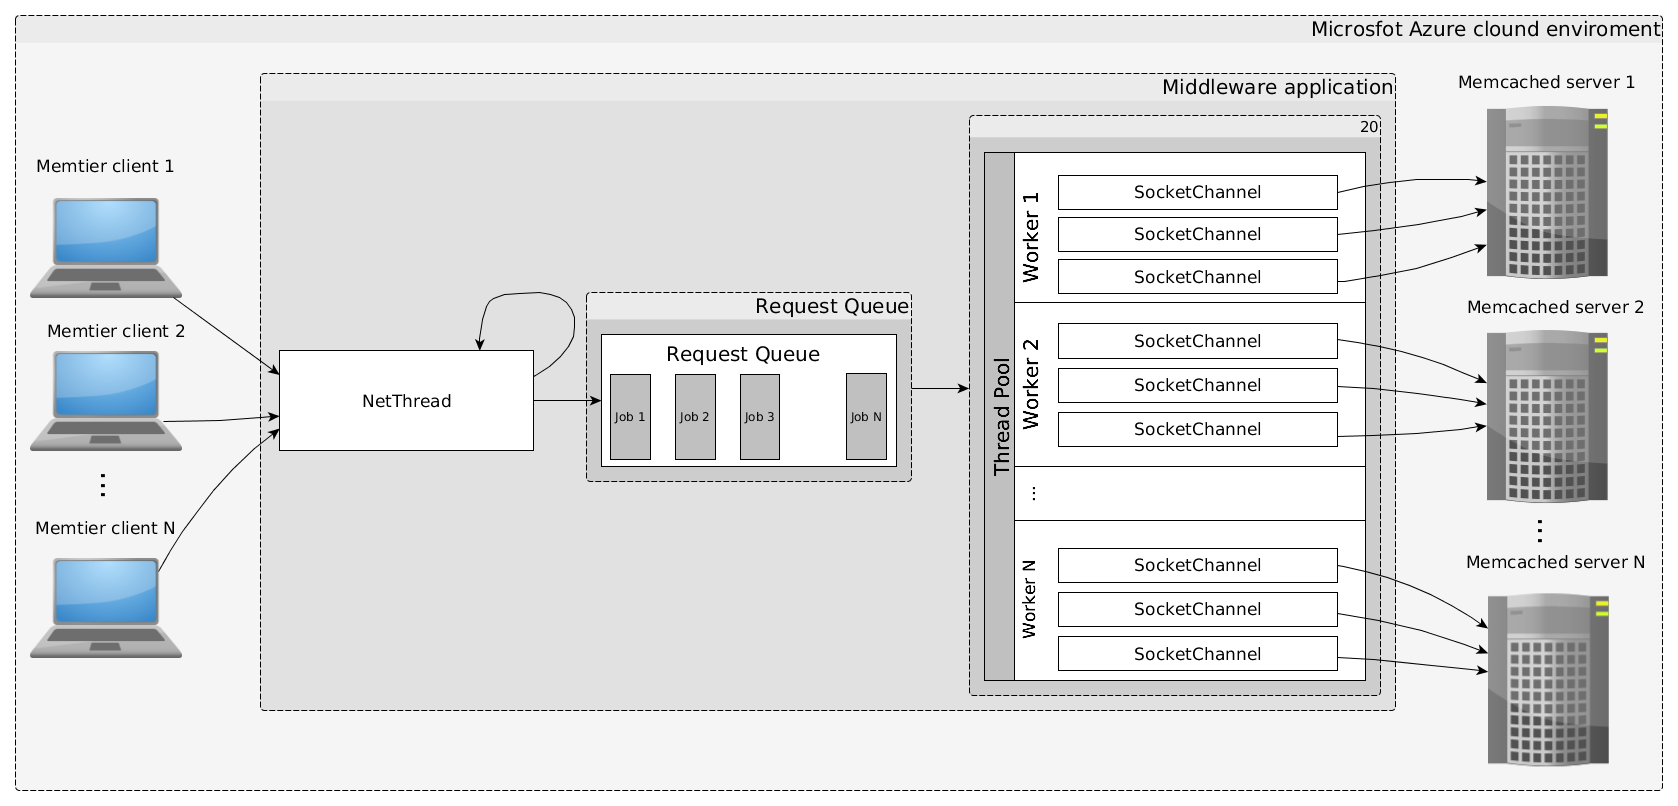 Microsfot Azure clound enviroment
Middleware application
Memtier client 1
Memtier client 2
⋮
Memtier client N
NetThread
Request Queue
Request Queue
Job 1
Job 2
Job 3
Job N
20
Thread Pool
Worker 1
SocketChannel
SocketChannel
SocketChannel
Worker 2
SocketChannel
SocketChannel
SocketChannel
...
Worker N
SocketChannel
SocketChannel
SocketChannel
Memcached server 1
Memcached server 2
⋮
Memcached server N